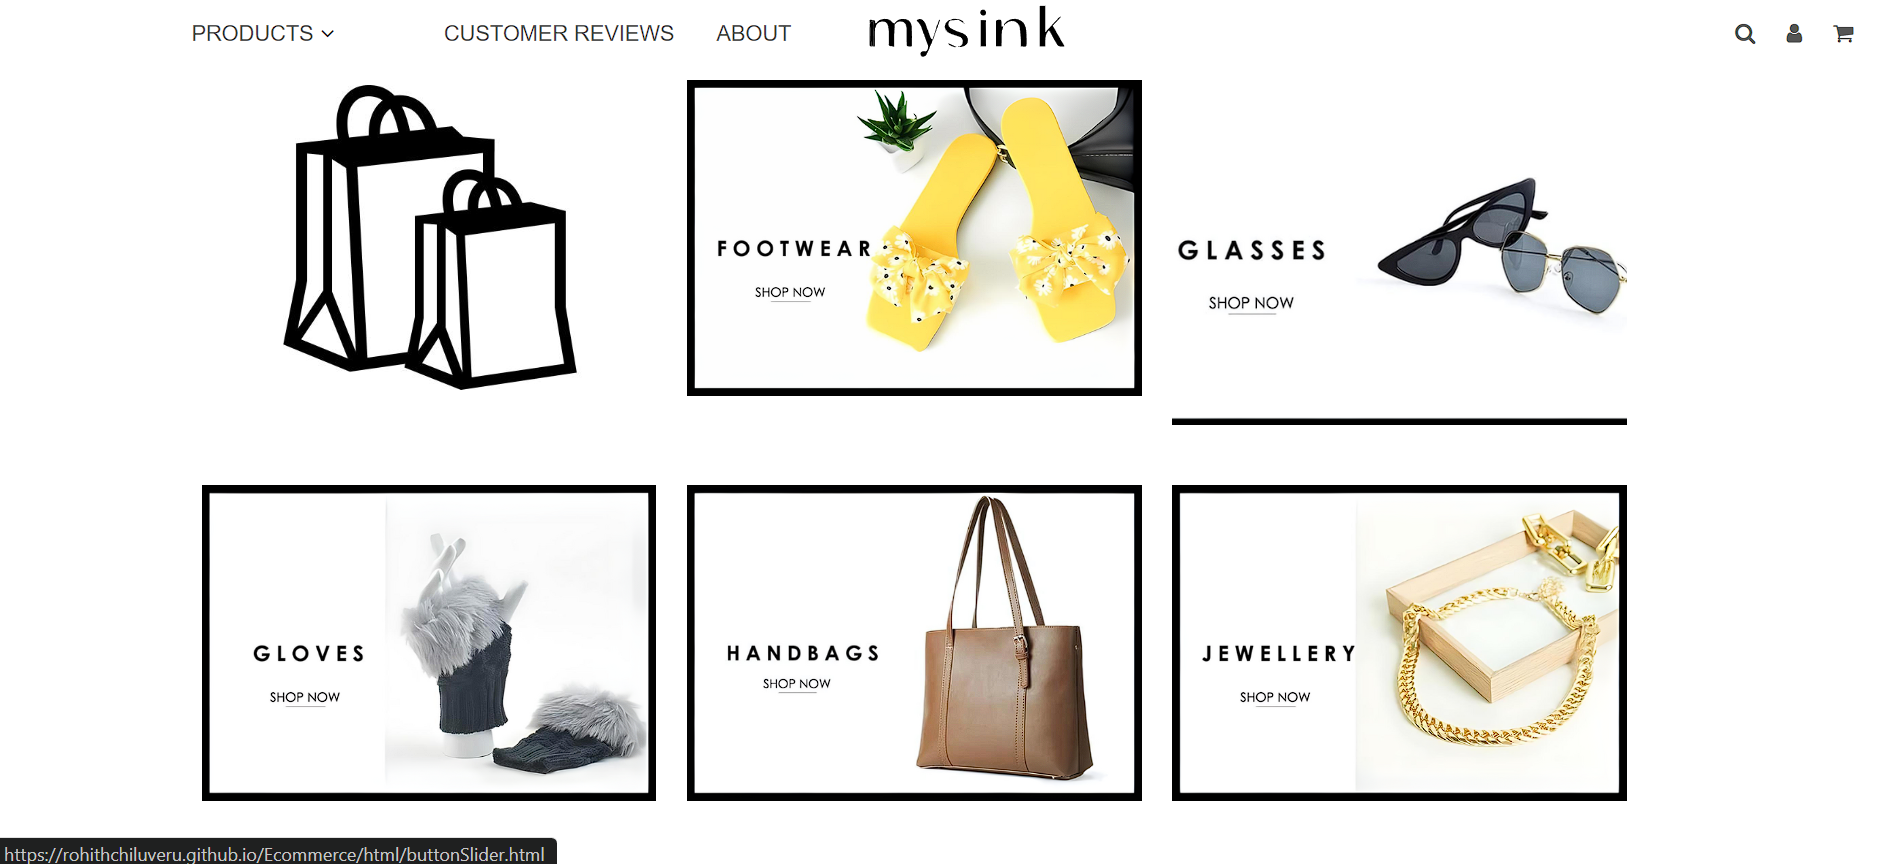 PRODUCTS
CUSTOMER REVIEWS
ABOUT
mysink
FOOTWEAR
SHOP NOW
GLASSES
SHOP NOW
GLOVES
SHOP NOW
HANDBAGS
SHOP NOW
JEWELLERY
SHOP NOW
https://rohithchiluveru.github.io/Ecommerce/html/buttonSlider.html